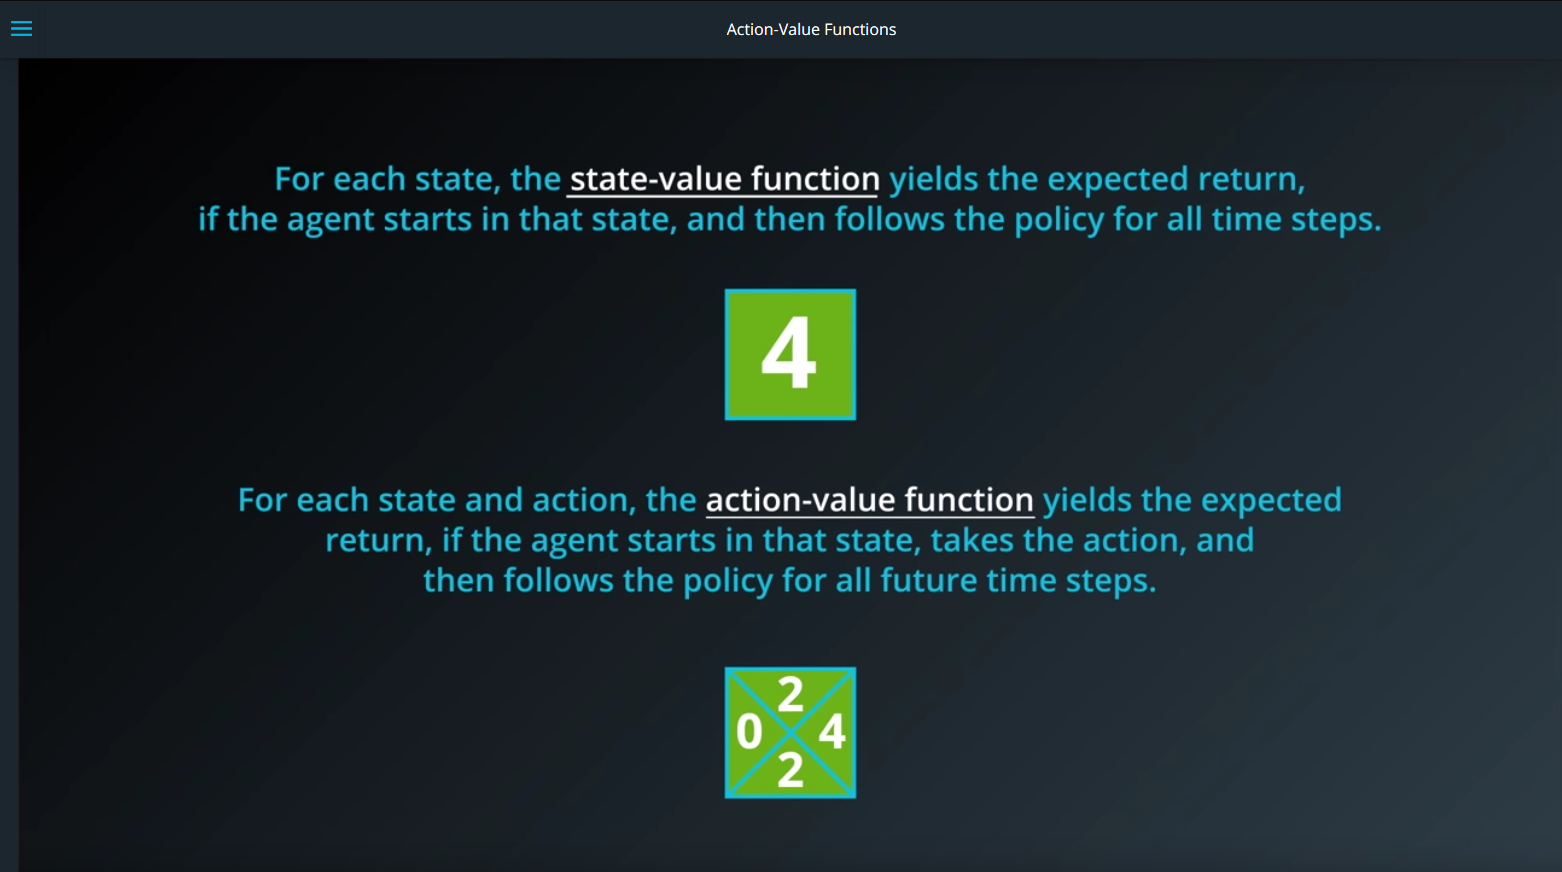 Action-Value Functions
For each state, the state-value function yields the expected return,
if the agent starts in that state, and then follows the policy for all time steps.
4
For each state and action, the action-value function yields the expected
return, if the agent starts in that state, takes the action, and
then follows the policy for all future time steps.
2
0 4
2